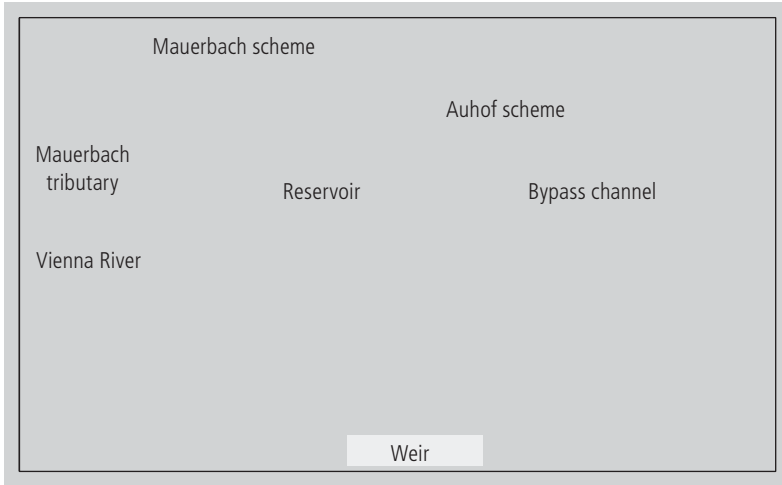 Mauerbach scheme
Auhof scheme
Mauerbach
tributary
Reservoir
Bypass channel
Vienna River
Weir